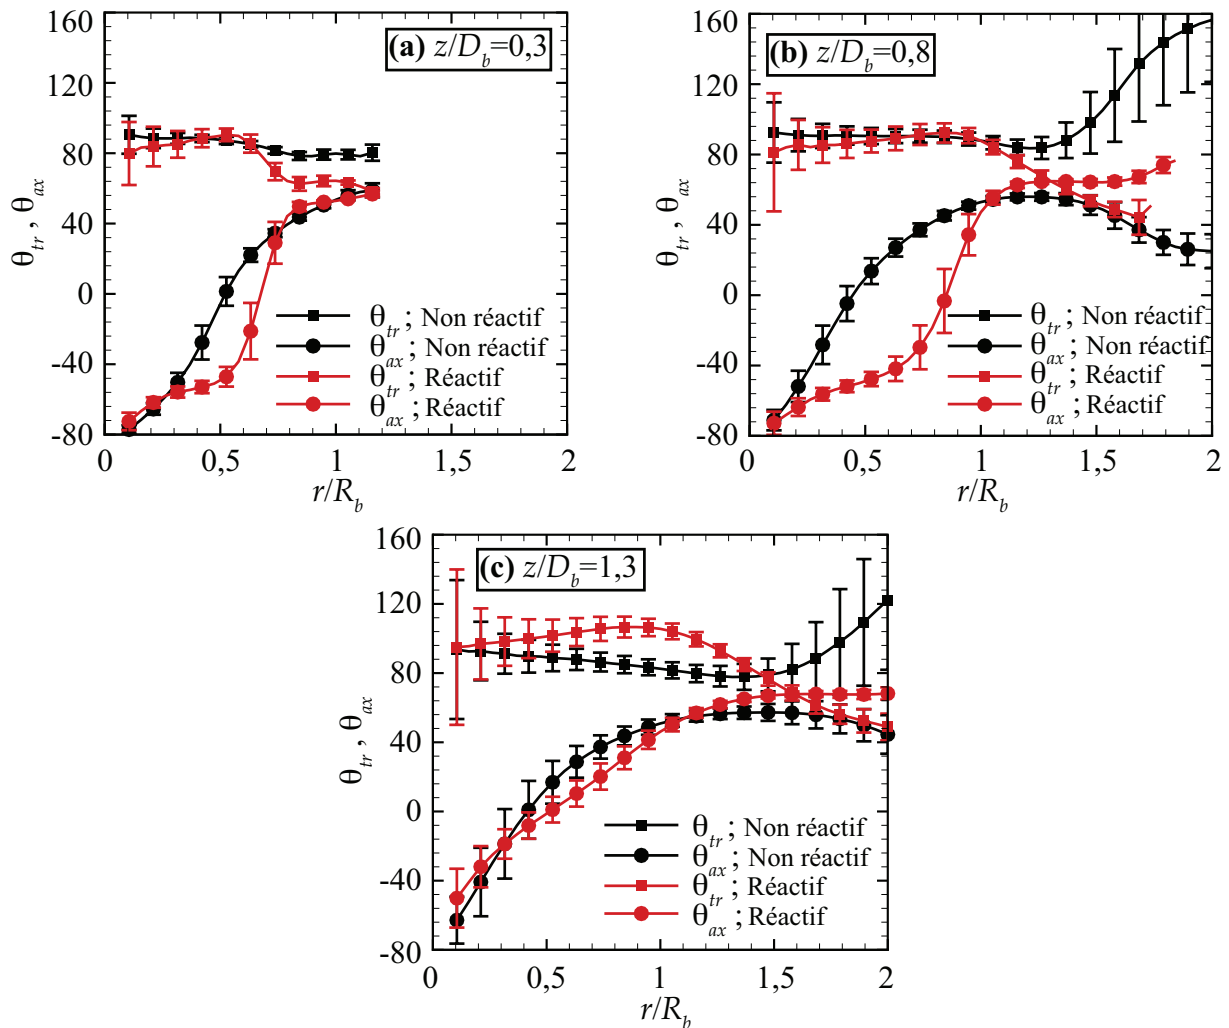 160
120
80
40
0
-40
-80
θtr , θax
(a) z/Db=0,3
θtr ; Non réactif
θax ; Non réactif
θtr ; Réactif
θax ; Réactif
0 0,5 1 1,5 2
r/Rb
160
120
80
40
0
-40
-80
θtr , θax
(b) z/Db=0,8
θtr ; Non réactif
θax ; Non réactif
θtr ; Réactif
θax ; Réactif
0 0,5 1 1,5 2
r/Rb
160
120
80
40
0
-40
-80
θtr , θax
(c) z/Db=1,3
θtr ; Non réactif
θax ; Non réactif
θtr ; Réactif
θax ; Réactif
0 0,5 1 1,5 2
r/Rb